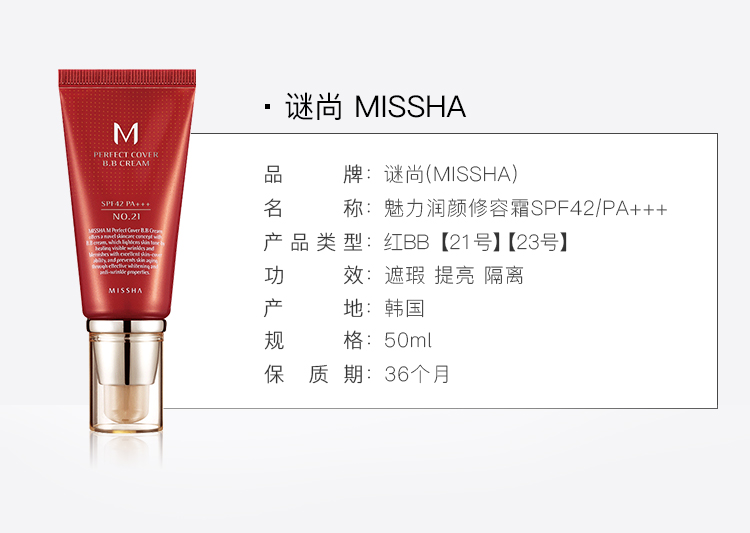 · 谜尚 MISSHA
品牌：谜尚(MISSHA)
名称：魅力润颜修容霜SPF42/PA+++
产品类型：红BB【21号】【23号】
功效：遮瑕 提亮 隔离
产地：韩国
规格：50ml
保质期：36个月
M
PERFECT COVER
B.B CREAM
SPF42 PA+++
NO.21
MISSHA M Perfect Cover B.B Cream
offers a novel skincare concept with
BB cream, which lightens skin tone by
healing visible wrinkles and
blemishes with excellent skin-cover
ability, and prevents skin aging
through effective whitening and
anti-wrinkle properties.
MISSHA